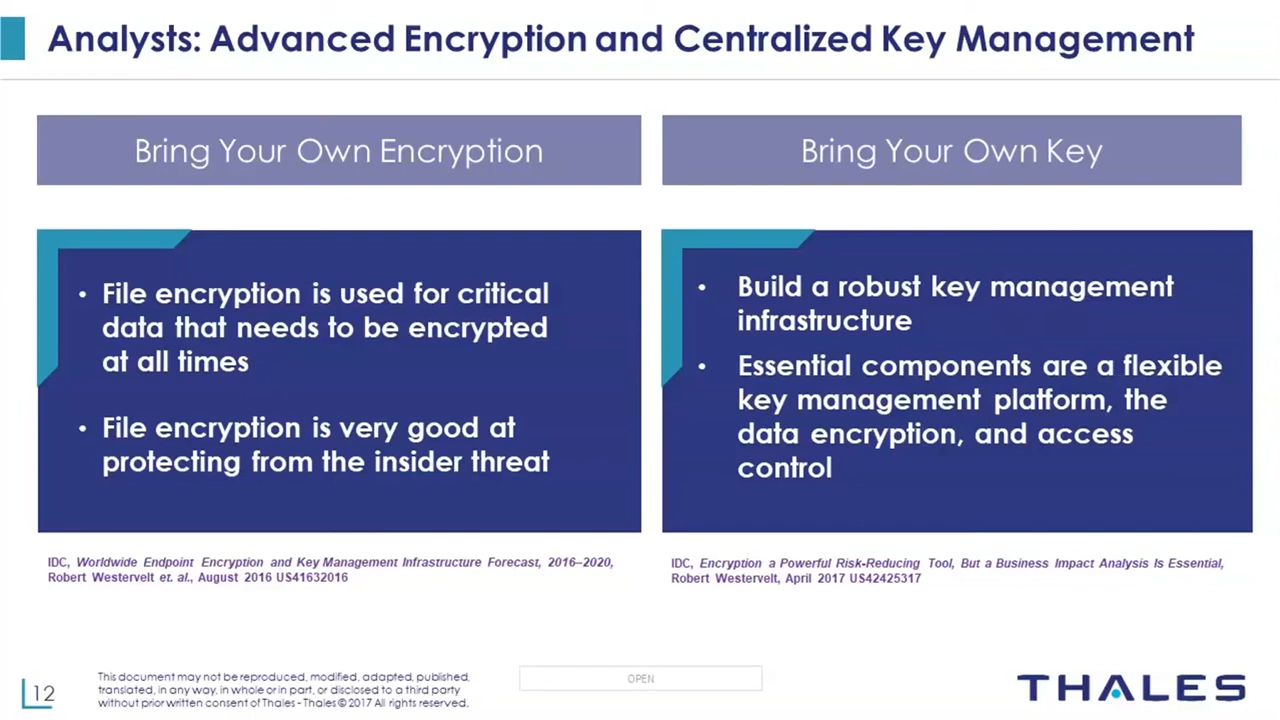 Analysts: Advanced Encryption and Centralized Key Management
Bring Your Own Encryption
• File encryption is used for critical
data that needs to be encrypted
at all times
• File encryption is very good at
protecting from the insider threat
IDC, Worldwide Endpoint Encryption and Key Management Infrastructure Forecast, 2016–2020,
Robert Westervelt et. al., August 2016 US41632016
Bring Your Own Key
• Build a robust key management
infrastructure
• Essential components are a flexible
key management platform, the
data encryption, and access
control
IDC, Encryption a Powerful Risk-Reducing Tool, But a Business Impact Analysis Is Essential,
Robert Westervelt, April 2017 US42425317
12
This document may not be reproduced, modified, adapted, published,
translated, in any way, in whole or in part, or disclosed to a third party
without prior written consent of Thales - Thales © 2017 All rights reserved.
OPEN
THALES